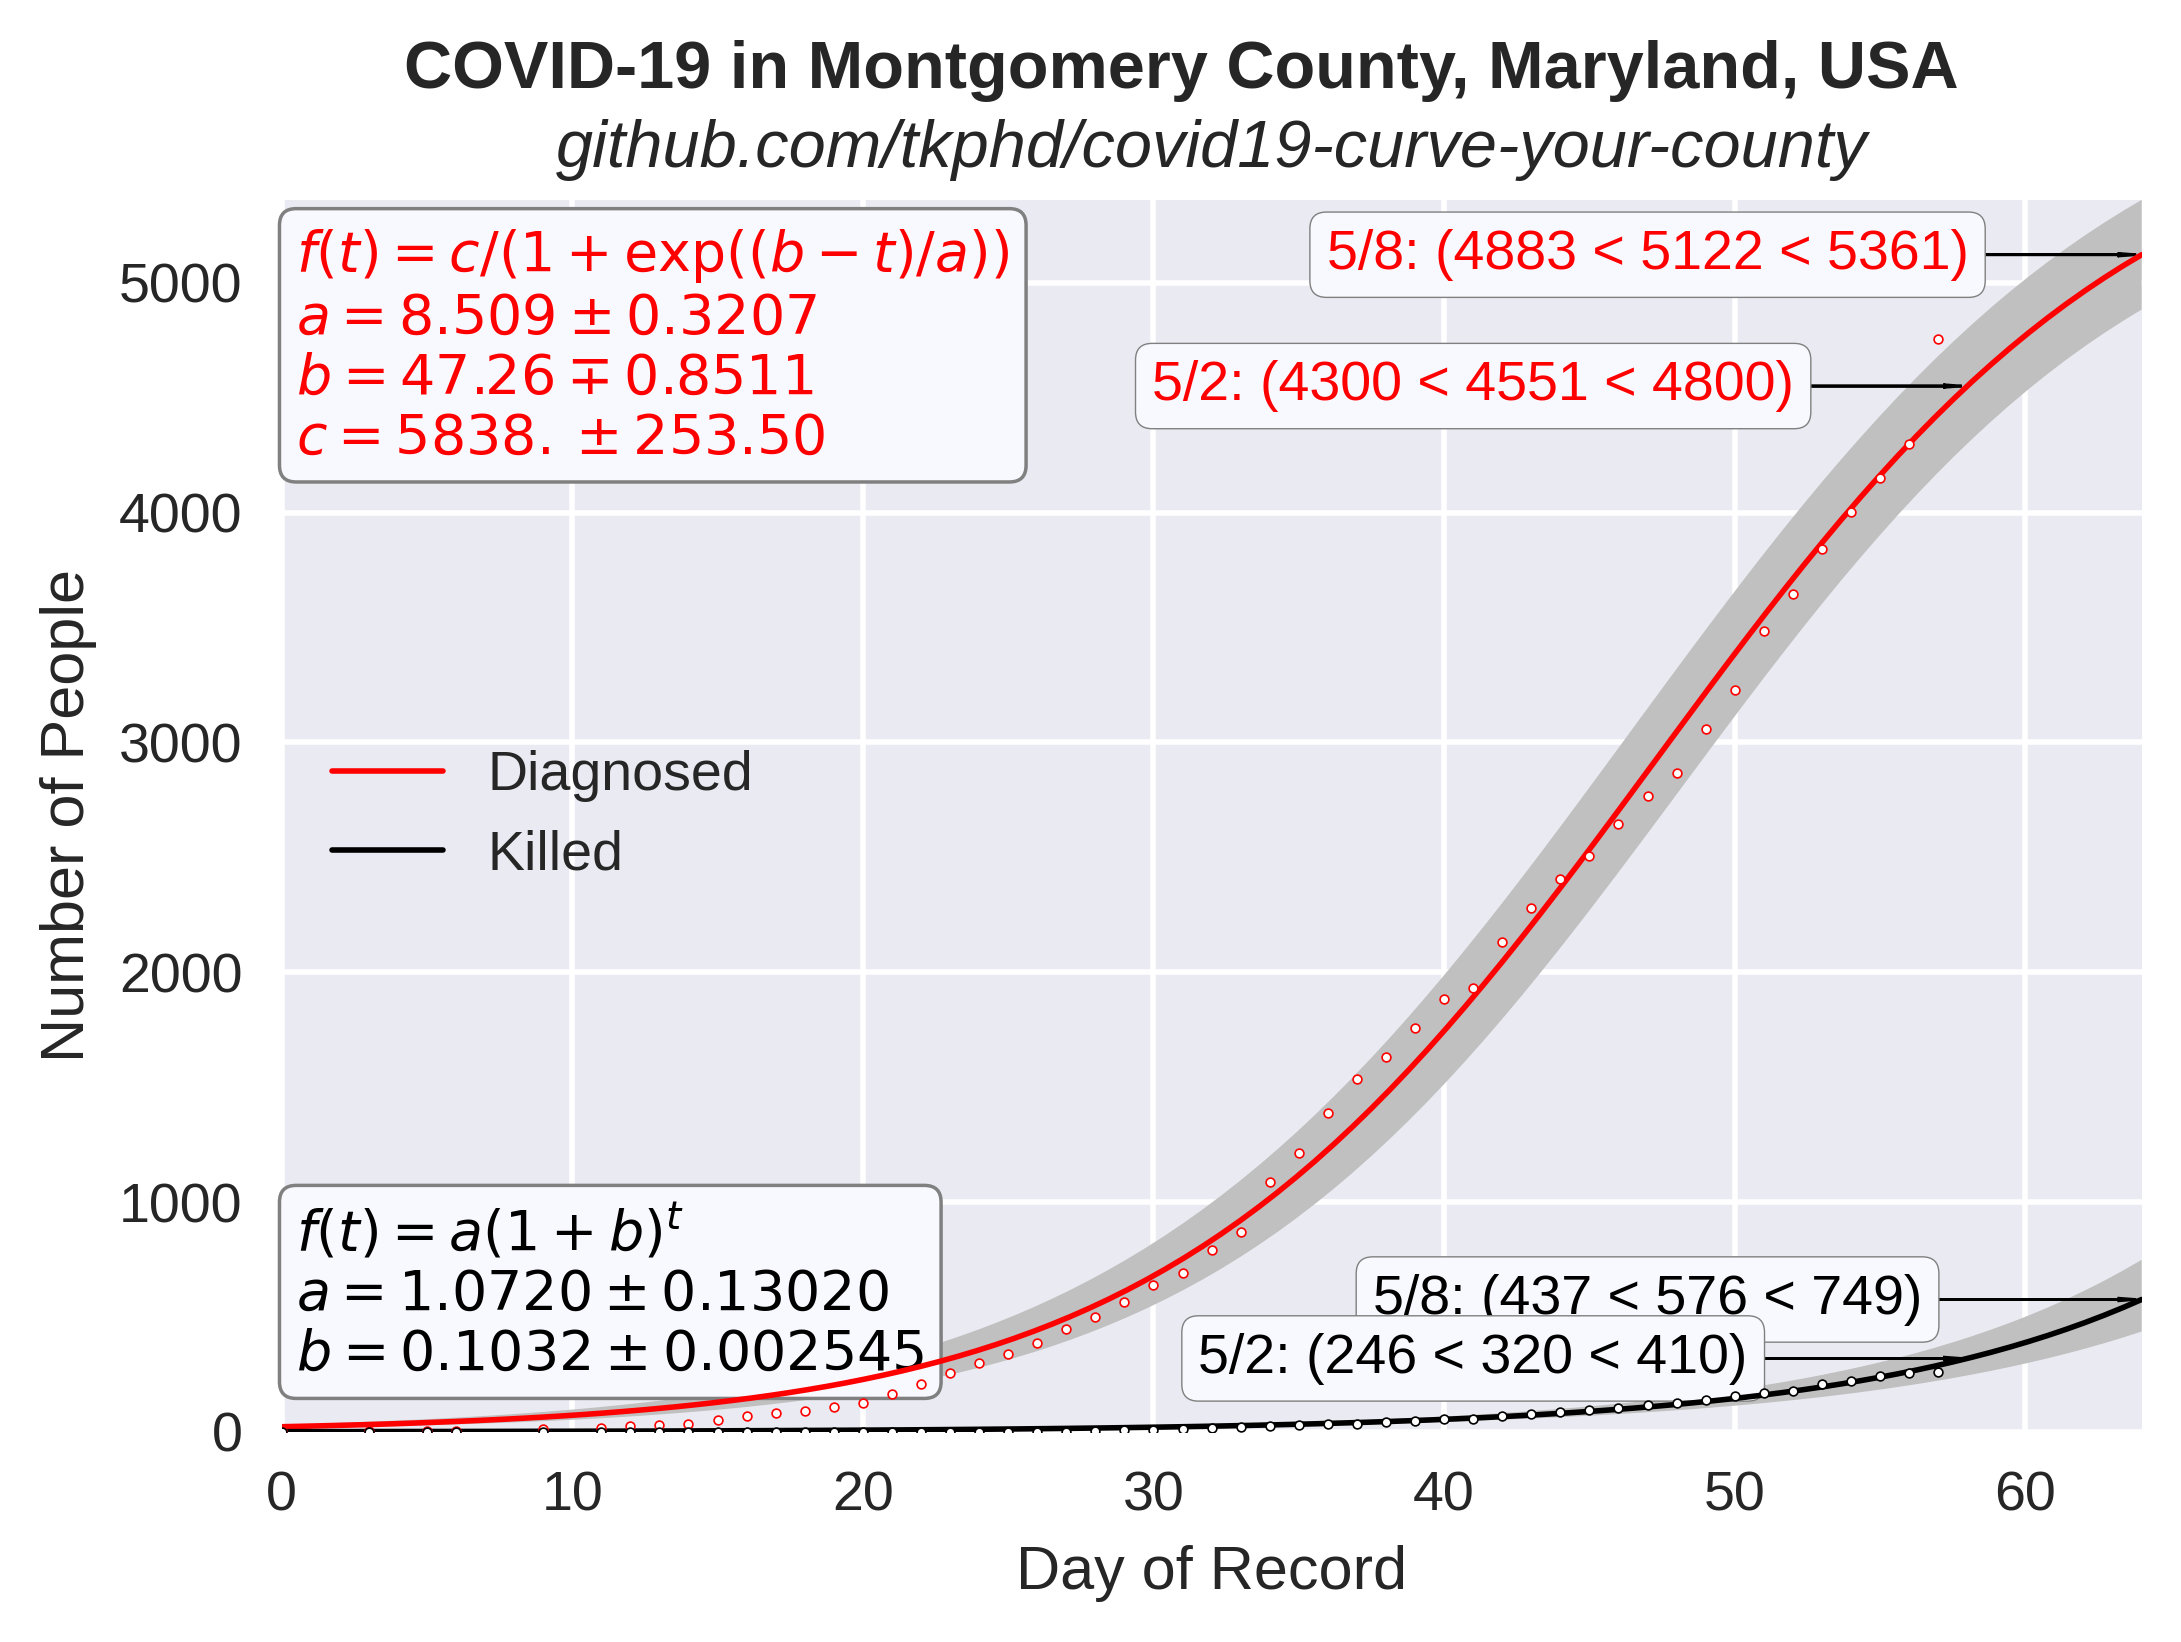 COVID-19 in Montgomery County, Maryland, USA
github.com/tkphd/covid19-curve-your-county
f(t) = c/(1 + exp((b − t)/a))
a = 8.509 ± 0.3207
b = 47.26 ∓ 0.8511
c = 5838. ± 253.50
5/8: (4883 < 5122 < 5361)
5/2: (4300 < 4551 < 4800)
Diagnosed
Killed
f(t) = a(1 + b)^t
a = 1.0720 ± 0.13020
b = 0.1032 ± 0.002545
5/8: (437 < 576 < 749)
5/2: (246 < 320 < 410)
Number of People
5000
4000
3000
2000
1000
0
0 10 20 30 40 50 60
Day of Record